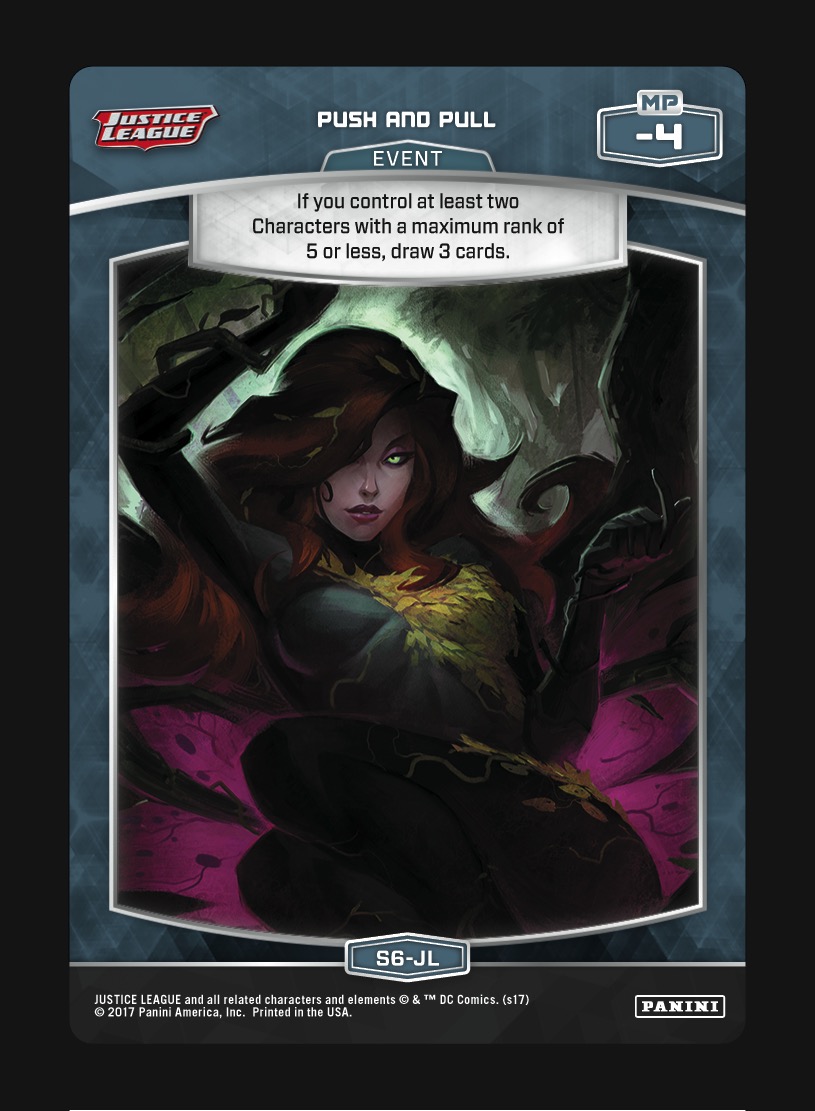 JUSTICE
LEAGUE
PUSH AND PULL
MP
-4
EVENT
If you control at least two
Characters with a maximum rank of
5 or less, draw 3 cards.
S6-JL
JUSTICE LEAGUE and all related characters and elements © & ™ DC Comics. (s17)
© 2017 Panini America, Inc. Printed in the USA.
PANINI